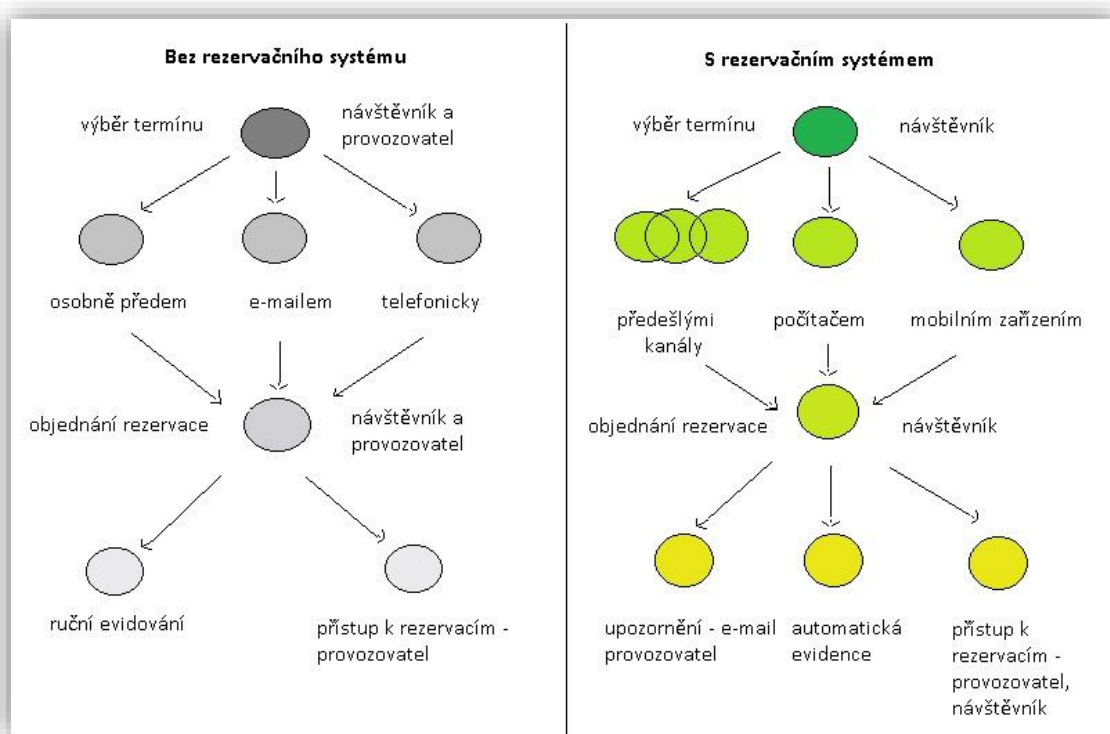 Bez rezervačního systému
výběr termínu
návštěvník a
provozovatel
osobně předem
e-mailem
telefonicky
objednání rezervace
návštěvník a
provozovatel
ruční evidování
přístup k rezervacím -
provozovatel
S rezervačním systémem
výběr termínu
návštěvník
předešlými
kanály
počítačem
mobilním zařízením
objednání rezervace
návštěvník
upozornění - e-mail
provozovatel
automatická
evidence
přístup k
rezervacím -
provozovatel,
návštěvník